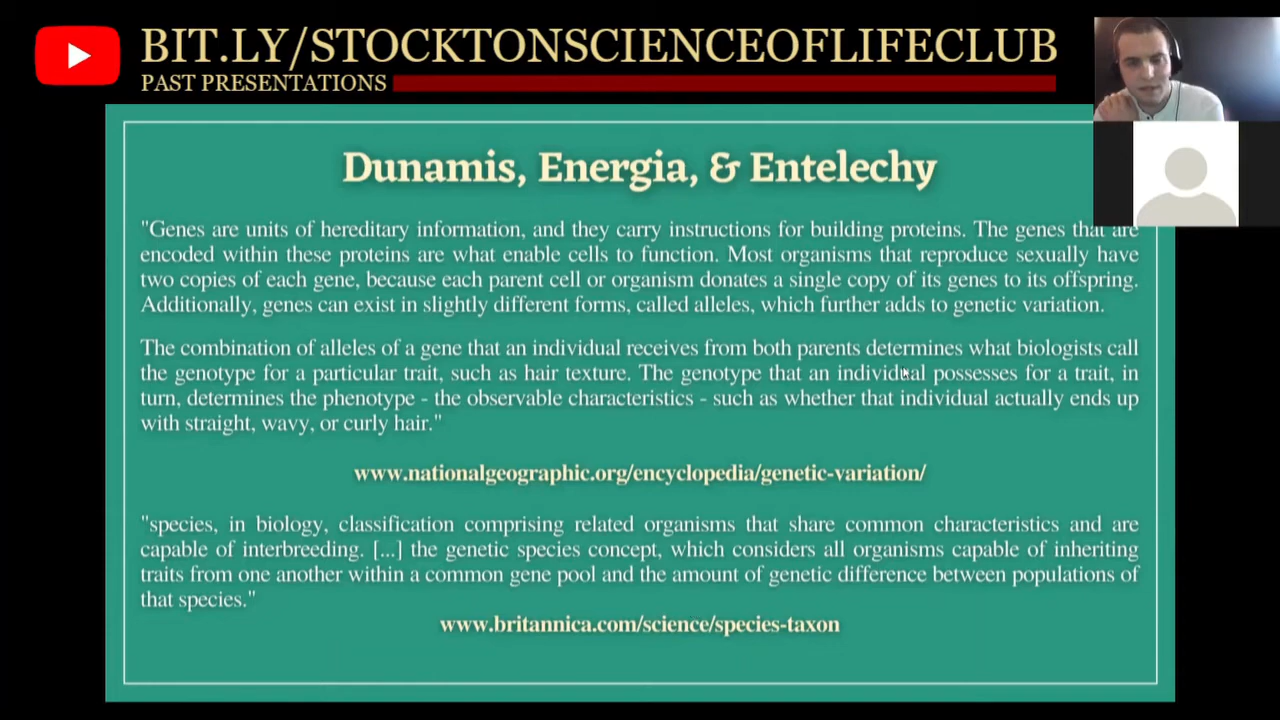 BIT.LY/STOCKTONSCIENCEOFLIFECLUB
PAST PRESENTATIONS
Dunamis, Energia, & Entelechy
"Genes are units of hereditary information, and they carry instructions for building proteins. The genes that are
encoded within these proteins are what enable cells to function. Most organisms that reproduce sexually have
two copies of each gene, because each parent cell or organism donates a single copy of its genes to its offspring.
Additionally, genes can exist in slightly different forms, called alleles, which further adds to genetic variation.
The combination of alleles of a gene that an individual receives from both parents determines what biologists call
the genotype for a particular trait, such as hair texture. The genotype that an individual possesses for a trait, in
turn, determines the phenotype - the observable characteristics - such as whether that individual actually ends up
with straight, wavy, or curly hair."
www.nationalgeographic.org/encyclopedia/genetic-variation/
"species, in biology, classification comprising related organisms that share common characteristics and are
capable of interbreeding. [...] the genetic species concept, which considers all organisms capable of inheriting
traits from one another within a common gene pool and the amount of genetic difference between populations of
that species."
www.britannica.com/science/species-taxon